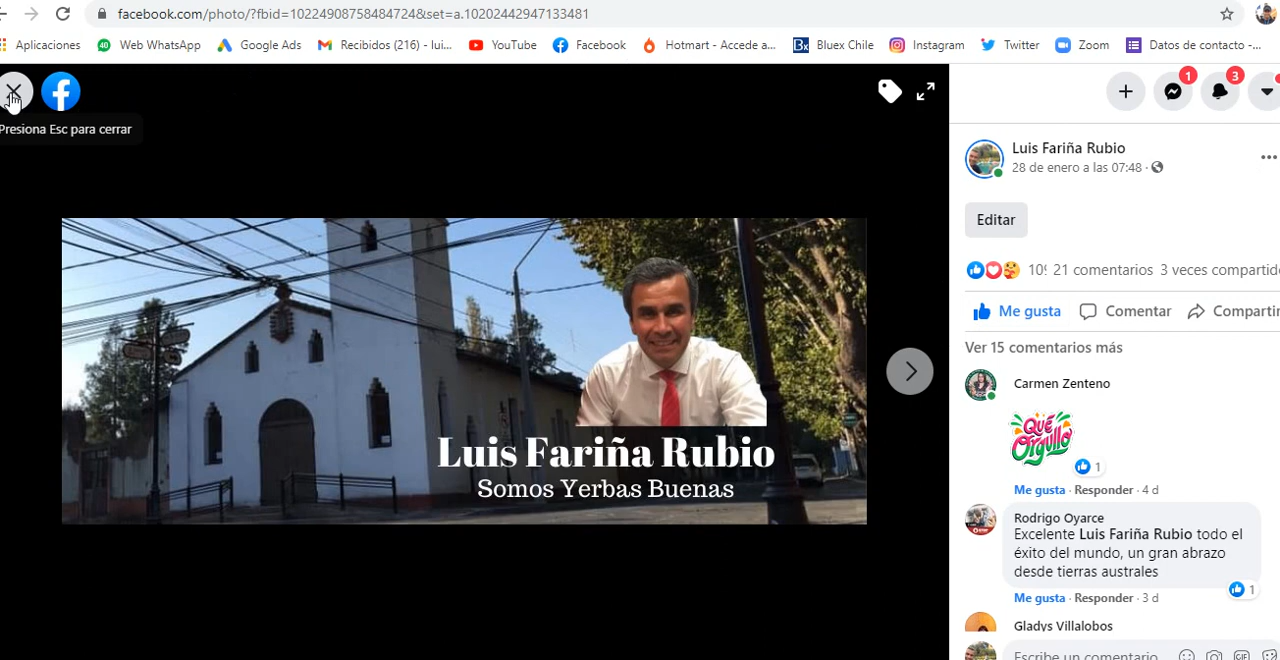 facebook.com/photo/?fbid=10224908758484724&set=a.10202442947133481
Aplicaciones
Web WhatsApp
Google Ads
Recibidos (216) - lui...
YouTube
Facebook
Hotmart - Accede a...
Bluex Chile
Instagram
Twitter
Zoom
Datos de contacto -...
Presiona Esc para cerrar
1
3
Luis Fariña Rubio
28 de enero a las 07:48 ·
Editar
21 comentarios 3 veces compartido
Me gusta
Comentar
Compartir
Ver 15 comentarios más
Carmen Zenteno
Qué
Orgullo
1
Me gusta · Responder · 4 d
Rodrigo Oyarce
Excelente Luis Fariña Rubio todo el
éxito del mundo, un gran abrazo
desde tierras australes
1
Me gusta · Responder · 3 d
Gladys Villalobos
Escribe un comentario
Luis Fariña Rubio
Somos Yerbas Buenas